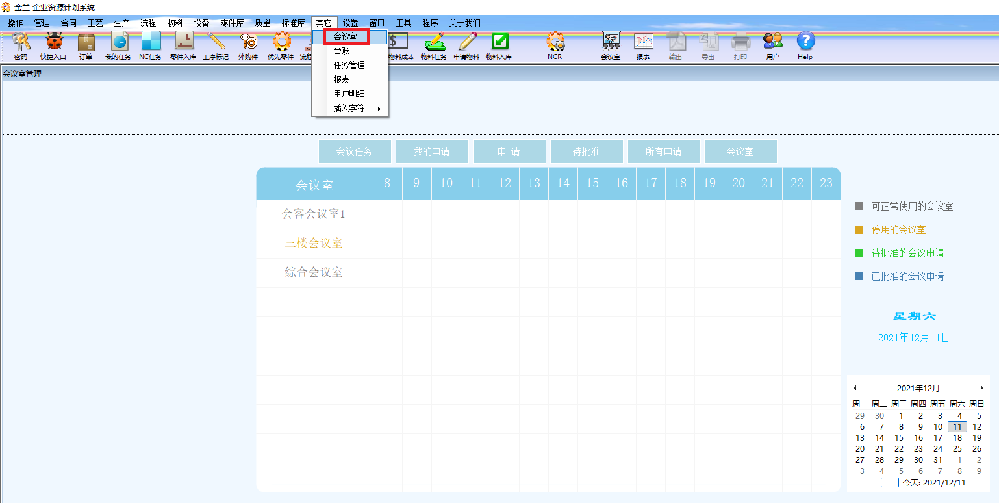 金兰 企业资源计划系统
操作 管理 合同 工艺 生产 流程 物料 设备 零件库 质量 标准库 其它 设置 窗口 工具 程序 关于我们
密码 快捷入口 订单 我的任务 NC任务 零件入库 工序标记 外购件 优先零件 流程 物料成本 物料任务 申请物料 物料入库 NCR 会议室 报表 输出 导出 打印 用户 Help
会议室
台账
任务管理
报表
用户明细
插入字符
会议室管理
会议任务 我的申请 申 请 待批准 所有申请 会议室
会议室 8 9 10 11 12 13 14 15 16 17 18 19 20 21 22 23
会客会议室1
三楼会议室
综合会议室
可正常使用的会议室
停用的会议室
待批准的会议申请
已批准的会议申请
星期六
2021年12月11日
2021年12月
周一 周二 周三 周四 周五 周六 周日
29 30 1 2 3 4 5
6 7 8 9 10 11 12
13 14 15 16 17 18 19
20 21 22 23 24 25 26
27 28 29 30 31 1 2
3 4 5 6 7 8 9
今天: 2021/12/11